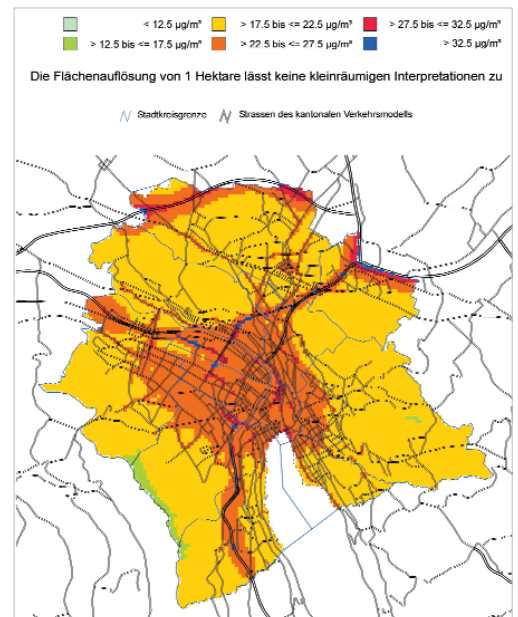 < 12.5 µg/m³ > 17.5 bis <= 22.5 µg/m³ > 27.5 bis <= 32.5 µg/m³
> 12.5 bis <= 17.5 µg/m³ > 22.5 bis <= 27.5 µg/m³ > 32.5 µg/m³
Die Flächenauflösung von 1 Hektare lässt keine kleinräumigen Interpretationen zu
Stadtkreisgrenze Strassen des kantonalen Verkehrsmodells